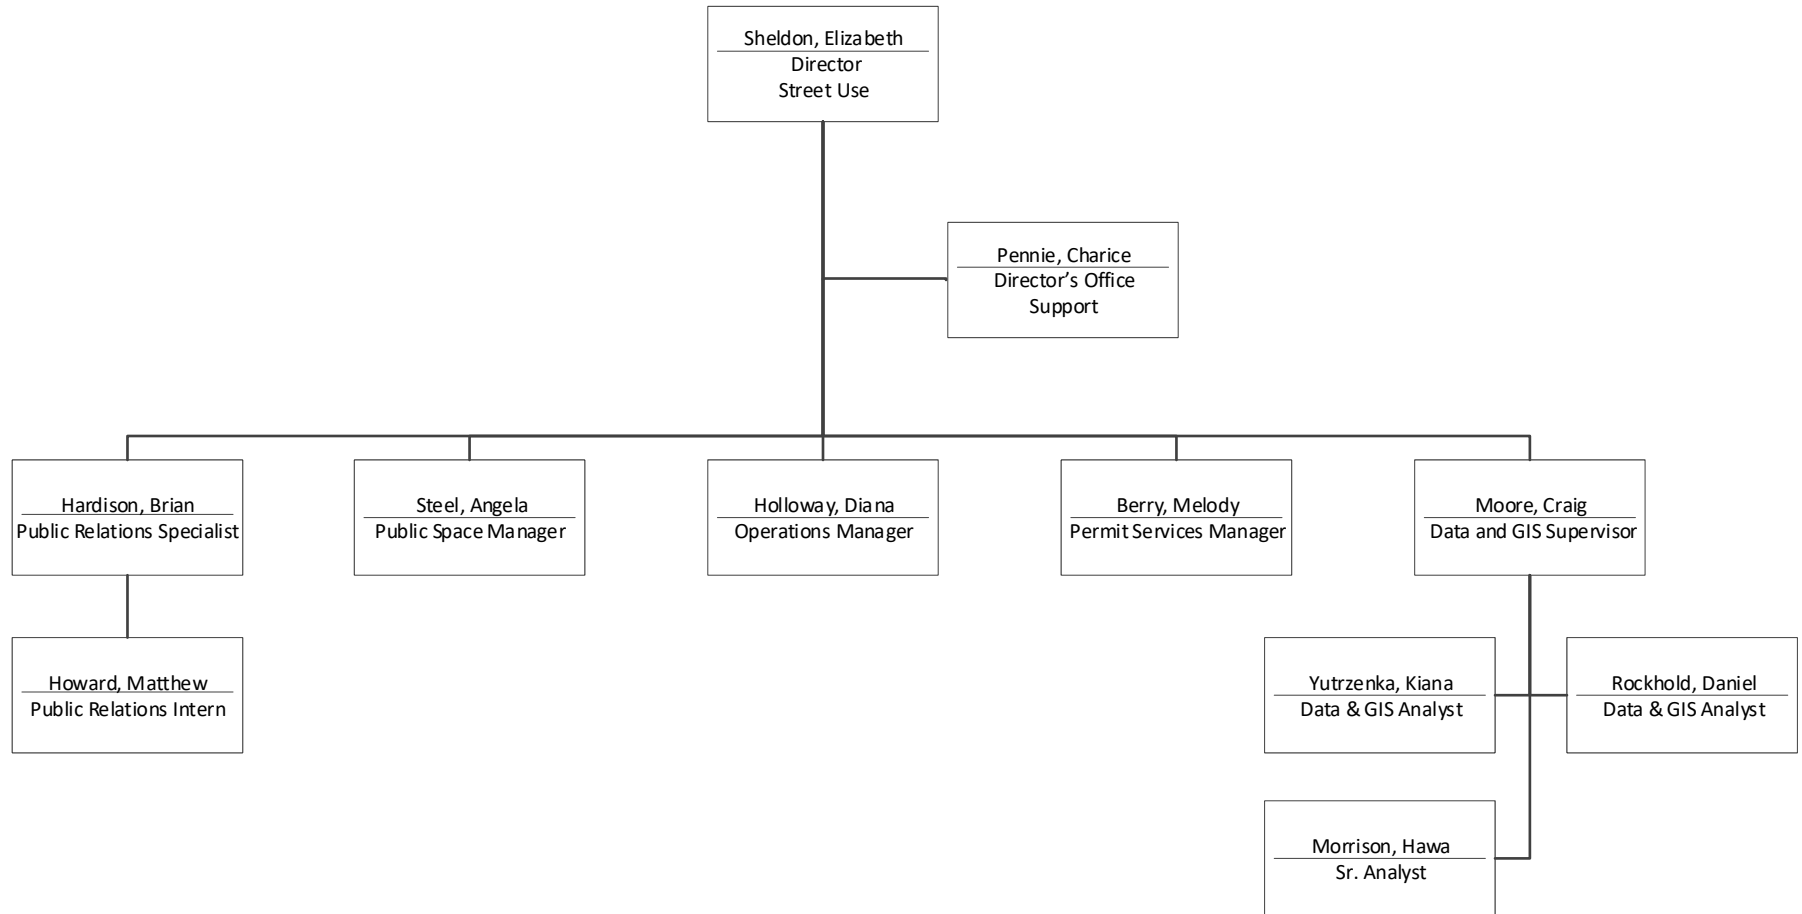 Sheldon, Elizabeth
Director
Street Use
Pennie, Charice
Director’s Office
Support
Hardison, Brian
Public Relations Specialist
Steel, Angela
Public Space Manager
Holloway, Diana
Operations Manager
Berry, Melody
Permit Services Manager
Moore, Craig
Data and GIS Supervisor
Howard, Matthew
Public Relations Intern
Yutrzenka, Kiana
Data & GIS Analyst
Rockhold, Daniel
Data & GIS Analyst
Morrison, Hawa
Sr. Analyst